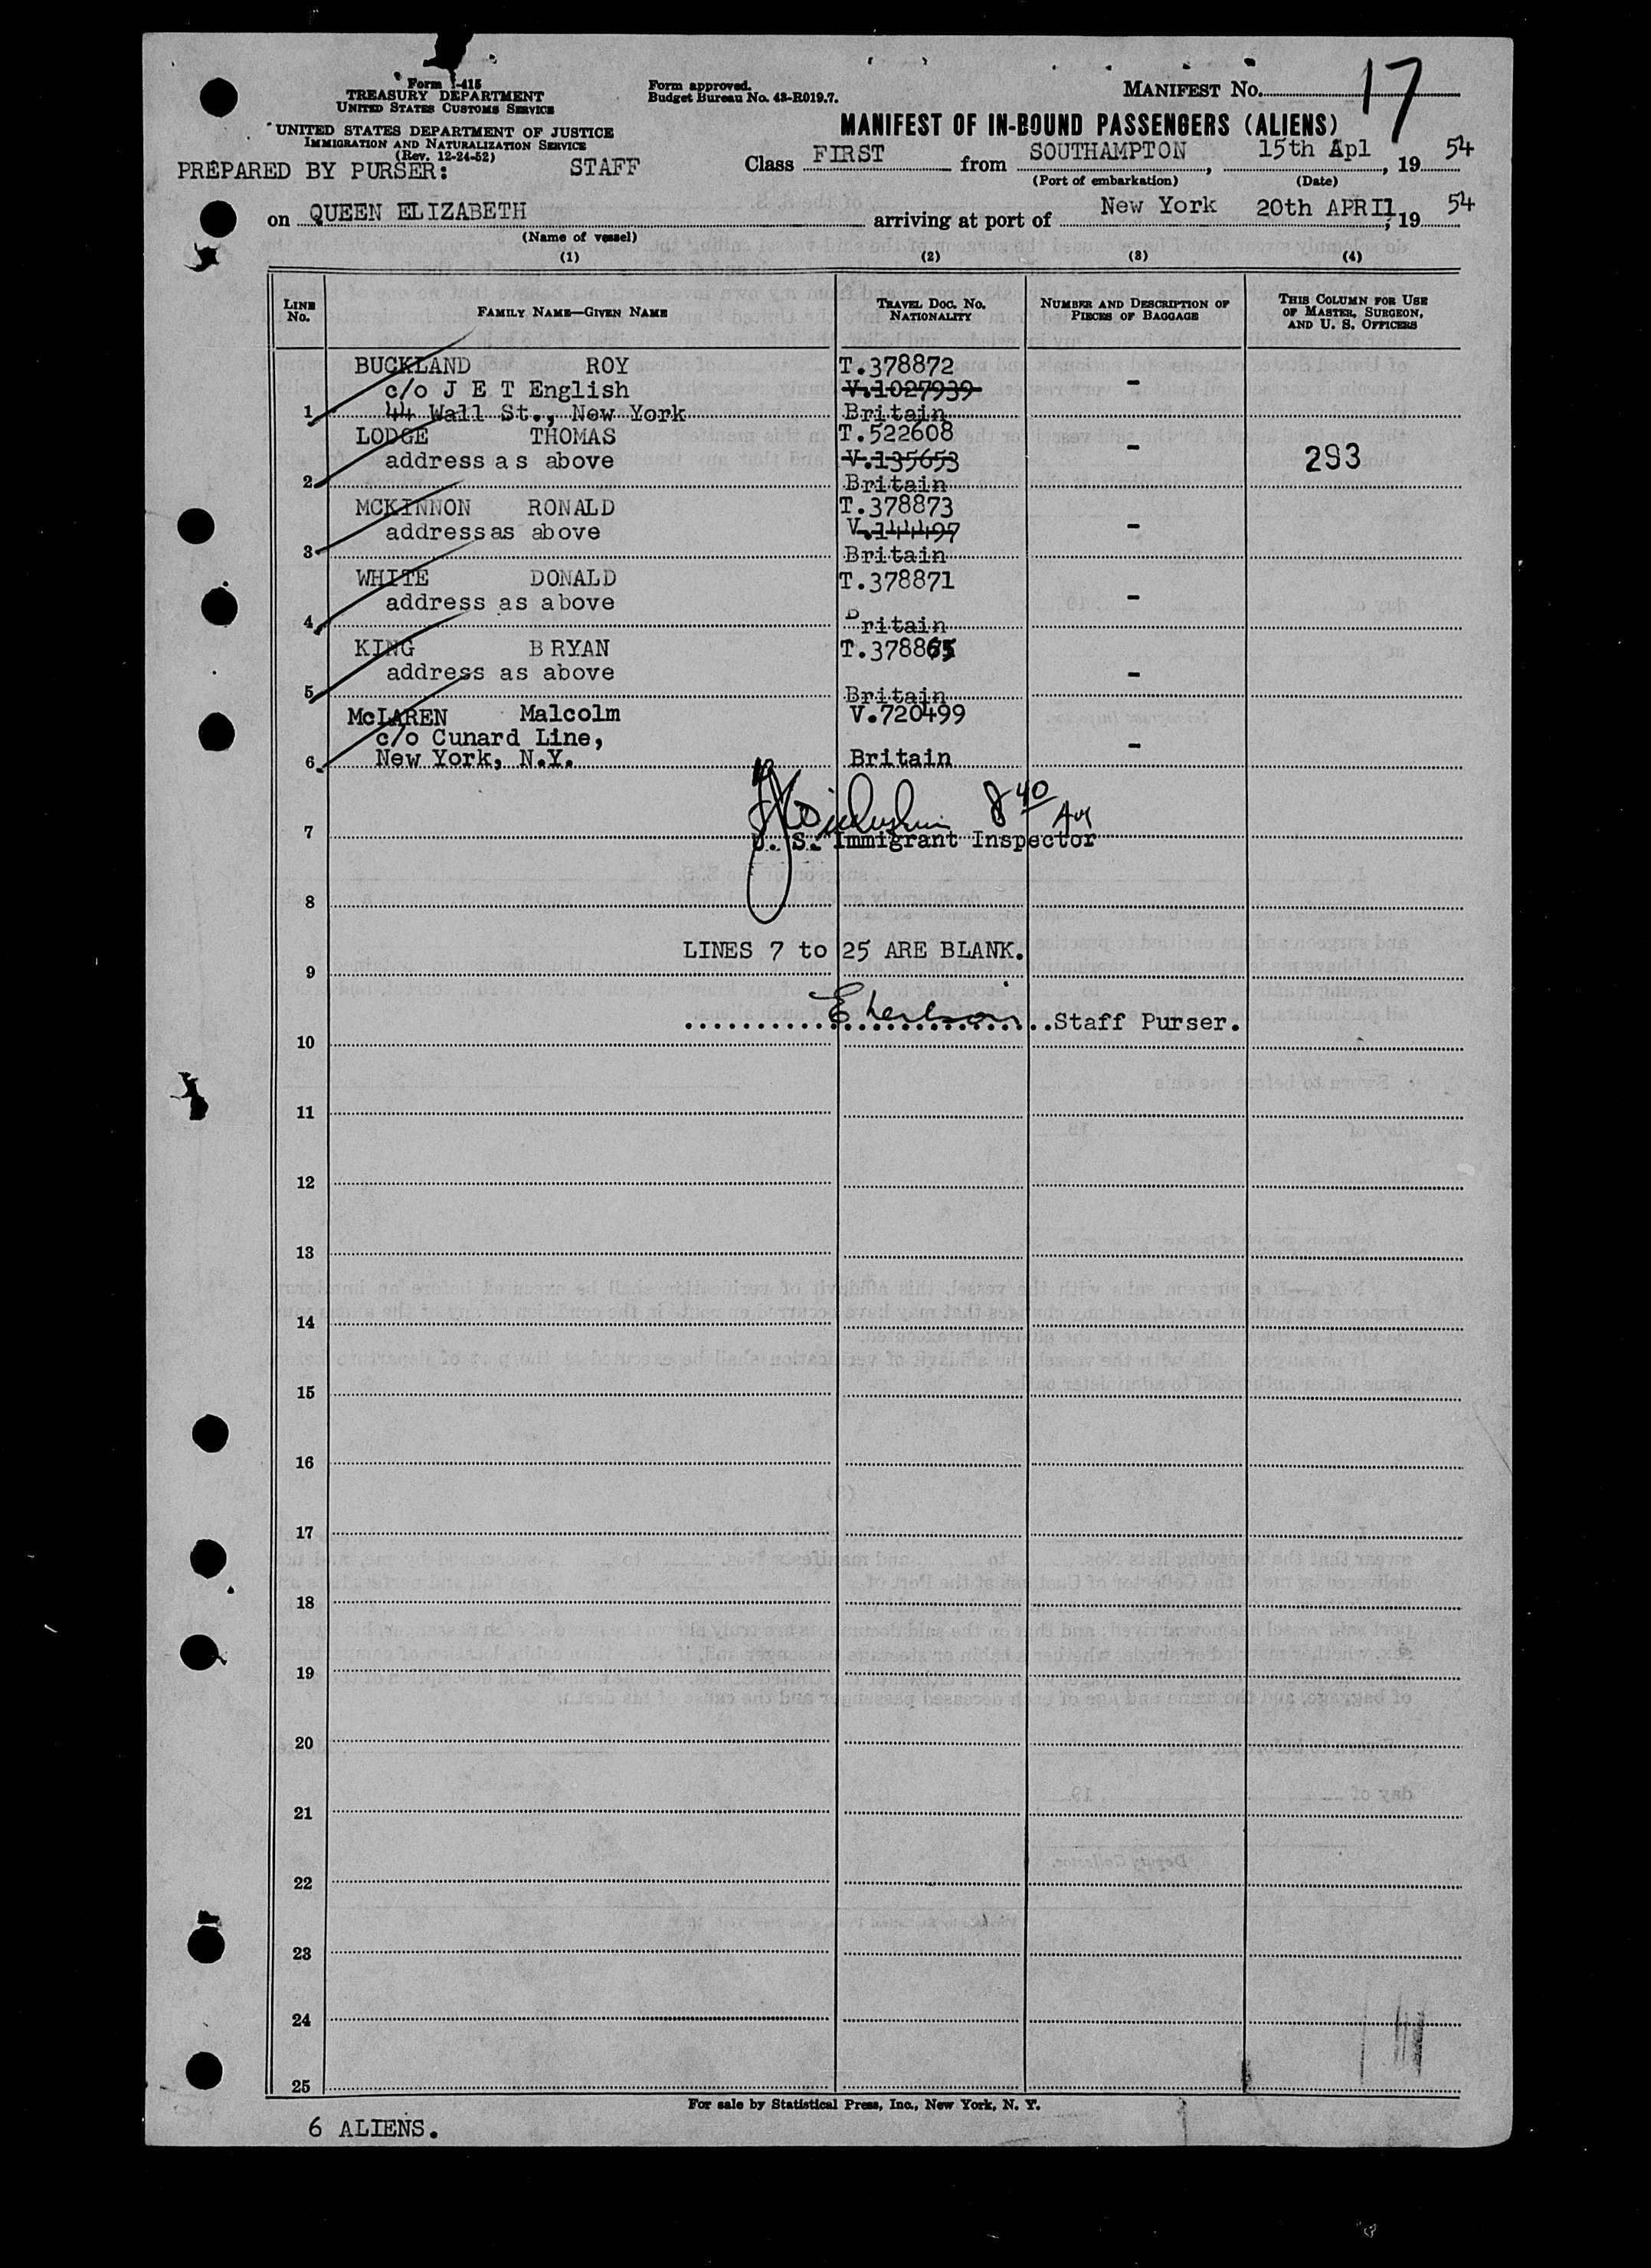 Form I-415
TREASURY DEPARTMENT
UNITED STATES CUSTOMS SERVICE
UNITED STATES DEPARTMENT OF JUSTICE
IMMIGRATION AND NATURALIZATION SERVICE
(Rev. 12-24-52)
PREPARED BY PURSER: STAFF
Form approved.
Budget Bureau No. 43-R019.7.
MANIFEST No. 17
MANIFEST OF IN-BOUND PASSENGERS (ALIENS)
Class FIRST from SOUTHAMPTON, 15th Apl, 19 54
(Port of embarkation) (Date)
on QUEEN ELIZABETH arriving at port of New York 20th APRIL, 19 54
(Name of vessel)
(1) (2) (3) (4)
LINE No. FAMILY NAME—GIVEN NAME TRAVEL DOC. NO. NATIONALITY NUMBER AND DESCRIPTION OF PIECES OF BAGGAGE THIS COLUMN FOR USE OF MASTER, SURGEON, AND U. S. OFFICERS
BUCKLAND ROY T.378872
c/o J E T English V.1027939 -
1 44 Wall St., New York Britain
LODGE THOMAS T.522608
address as above V.135653 - 293
2 Britain
MCKINNON RONALD T.378873
address as above V.144497 -
3 Britain
WHITE DONALD T.378871
address as above -
4 Britain
KING BRYAN T.378865
address as above -
5 Britain
McLAREN Malcolm V.720499
c/o Cunard Line, -
6 New York, N.Y. Britain
8 40
7 U. S. Immigrant Inspector
8
LINES 7 to 25 ARE BLANK.
9
Staff Purser.
10
11
12
13
14
15
16
17
18
19
20
21
22
23
24
25
For sale by Statistical Press, Inc., New York, N. Y.
6 ALIENS.